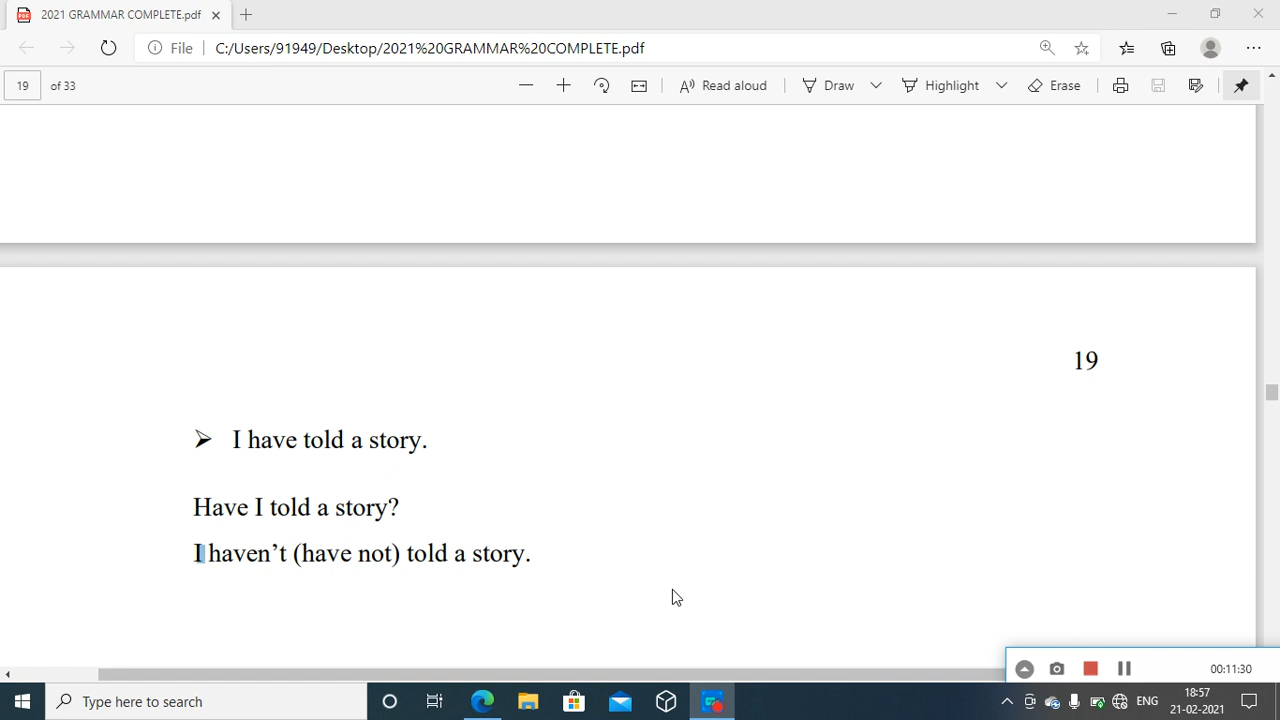 2021 GRAMMAR COMPLETE.pdf
File C:/Users/91949/Desktop/2021%20GRAMMAR%20COMPLETE.pdf
19 of 33 Read aloud Draw Highlight Erase
19
➢ I have told a story.
Have I told a story?
I haven’t (have not) told a story.
00:11:30
Type here to search ENG 18:57
21-02-2021